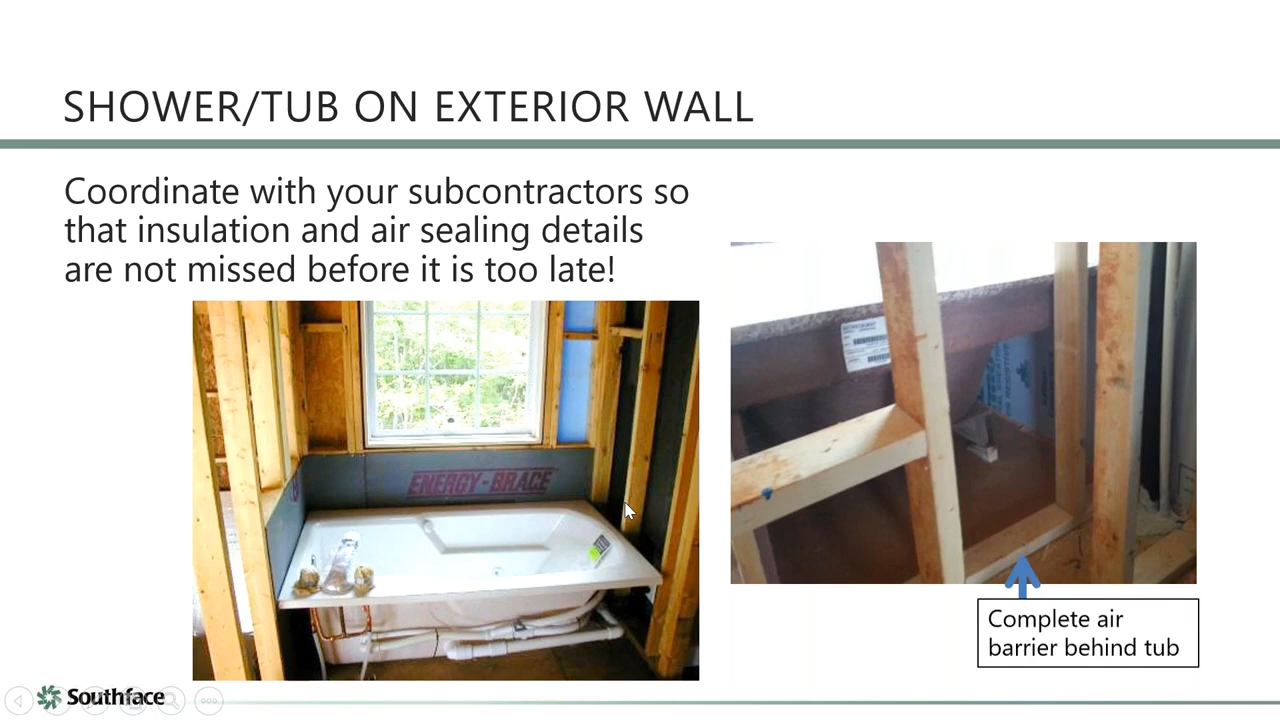 SHOWER/TUB ON EXTERIOR WALL
Coordinate with your subcontractors so
that insulation and air sealing details
are not missed before it is too late!
ENERGY-BRACE
Complete air
barrier behind tub
Southface